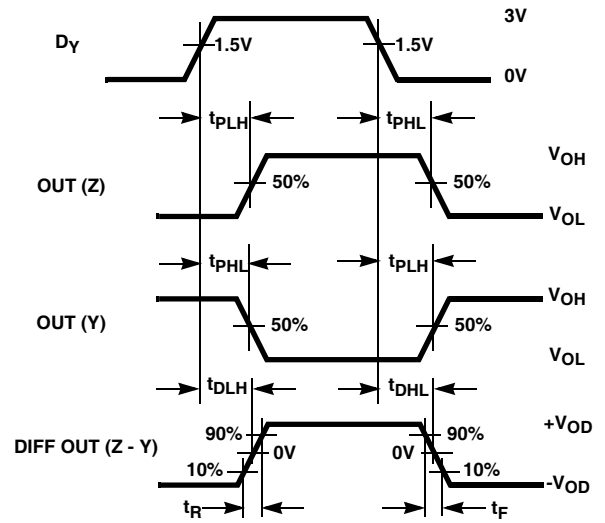 3V
DY
1.5V
1.5V
0V
tPLH
tPHL
VOH
OUT (Z)
50%
50%
VOL
tPHL
tPLH
VOH
OUT (Y)
50%
50%
VOL
tDLH
tDHL
+VOD
90%
90%
DIFF OUT (Z - Y)
0V
0V
10%
10%
-VOD
tR
tF